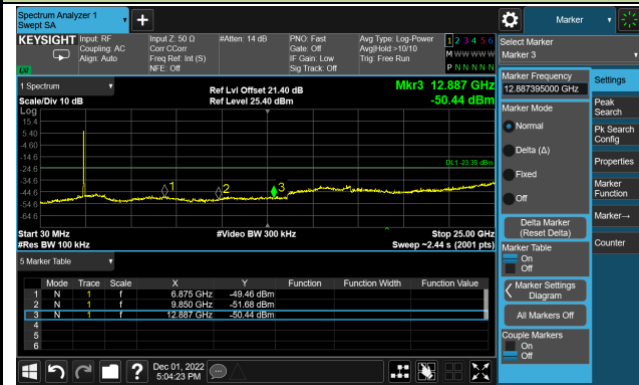 Spectrum Analyzer 1
Swept SA
Marker
KEYSIGHT
Input: RF
Coupling: AC
Align: Auto
Input Z: 50 Ω
Corr CCorr
Freq Ref: Int (S)
NFE: Off
#Atten: 14 dB
PNO: Fast
Gate: Off
IF Gain: Low
Sig Track: Off
Avg Type: Log-Power
Avg|Hold:>10/10
Trig: Free Run
1 2 3 4 5 6
M W W W W W
P N N N N N
Select Marker
Marker 3
1 Spectrum
Scale/Div 10 dB
Log
Ref Lvl Offset 21.40 dB
Ref Level 25.40 dBm
Mkr3 12.887 GHz
-50.44 dBm
15.4
5.40
-4.60
-14.6
-24.6
-34.6
-44.6
-54.6
-64.6
DL1 -23.38 dBm
1
2
3
Start 30 MHz
#Res BW 100 kHz
#Video BW 300 kHz
Stop 25.00 GHz
Sweep ~2.44 s (2001 pts)
5 Marker Table
Mode Trace Scale X Y Function Function Width Function Value
1 N 1 f 6.875 GHz -49.46 dBm
2 N 1 f 9.850 GHz -51.68 dBm
3 N 1 f 12.887 GHz -50.44 dBm
4
5
6
Marker Frequency
12.887395000 GHz
Marker Mode
Normal
Delta (Δ)
Fixed
Off
Delta Marker
(Reset Delta)
Marker Table
On
Off
Marker Settings
Diagram
All Markers Off
Couple Markers
On
Off
Settings
Peak
Search
Pk Search
Config
Properties
Marker
Function
Marker→
Counter
Dec 01, 2022
5:04:23 PM